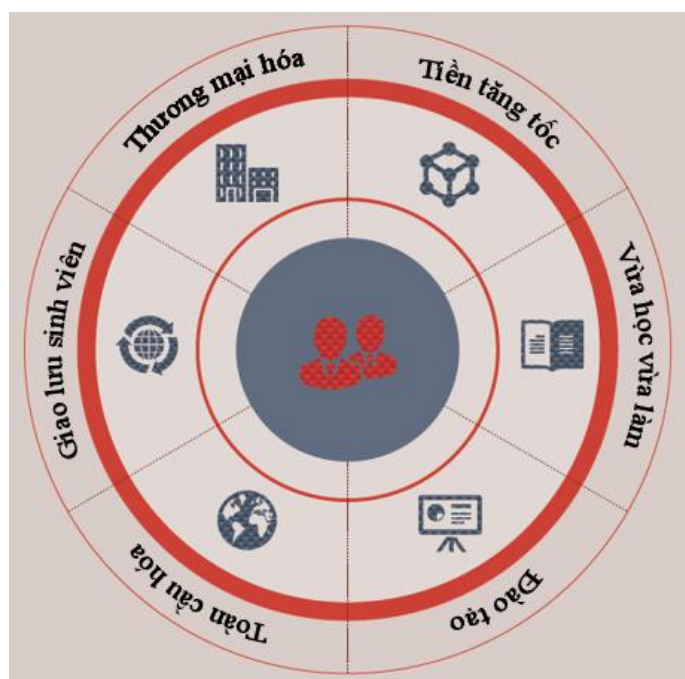 Thương mại hóa
Tiền tăng tốc
Vừa học vừa làm
Đào tạo
Toàn cầu hóa
Giao lưu sinh viên